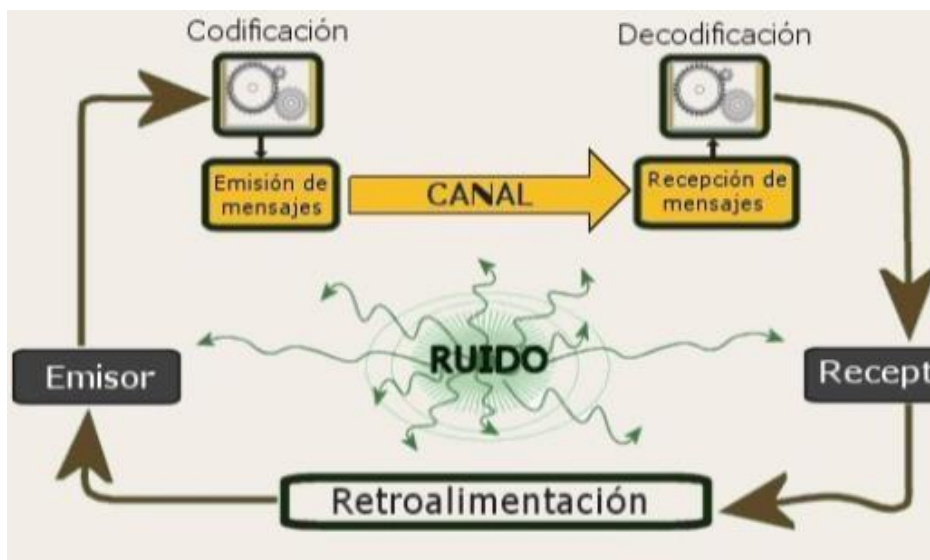 Codificación
Decodificación
Emisión de
mensajes
CANAL
Recepción de
mensajes
RUIDO
Emisor
Recept
Retroalimentación